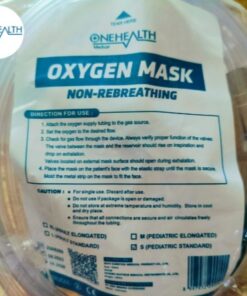 HEALTH
TEAR HERE
ONEHEALTH
Medical
OXYGEN MASK
NON-REBREATHING
DIRECTION FOR USE
1. Attach the oxygen supply tubing to the gas source.
2. Set the oxygen to the desired flow.
3. Check for gas flow through the device. Always verify proper function of the valves.
The valve between the mask and the reservoir should rise on inspiration and
drop on exhalation.
Valves located on external mask surface should open during exhalation.
4. Place the mask on the patient's face with the elastic strap until the mask is secure.
Mold the metal strip on the mask to fit the face.
CAUTION : • For single use. Discard after use.
• Do not use if package is open or damaged.
• Do not store at extreme temperature and humidity. Store in cool
and dry place.
• Ensure that all connections are secure and air circulates freely
throughout the tubing.
(ADULT ELONGATED)
M (PEDIATRIC ELONGATED)
STANDARD)
S (PEDIATRIC STANDARD)